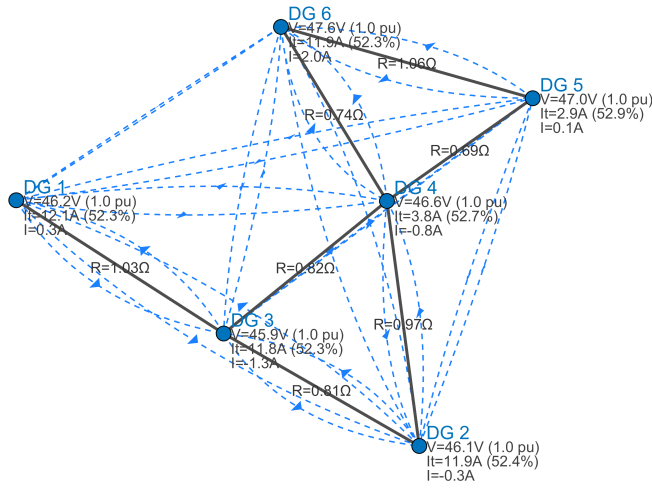 DG 6
V=47.6V (1.0 pu)
It=11.9A (52.3%)
I=2.0A
R=1.06Ω
DG 5
V=47.0V (1.0 pu)
It=2.9A (52.9%)
I=0.1A
R=0.74Ω
R=0.69Ω
DG 1
V=46.2V (1.0 pu)
It=12.1A (52.3%)
I=0.3A
DG 4
V=46.6V (1.0 pu)
It=3.8A (52.7%)
I=-0.8A
R=1.03Ω
R=0.82Ω
DG 3
V=45.9V (1.0 pu)
It=11.8A (52.3%)
I=-1.3A
R=0.97Ω
R=0.81Ω
DG 2
V=46.1V (1.0 pu)
It=11.9A (52.4%)
I=-0.3A